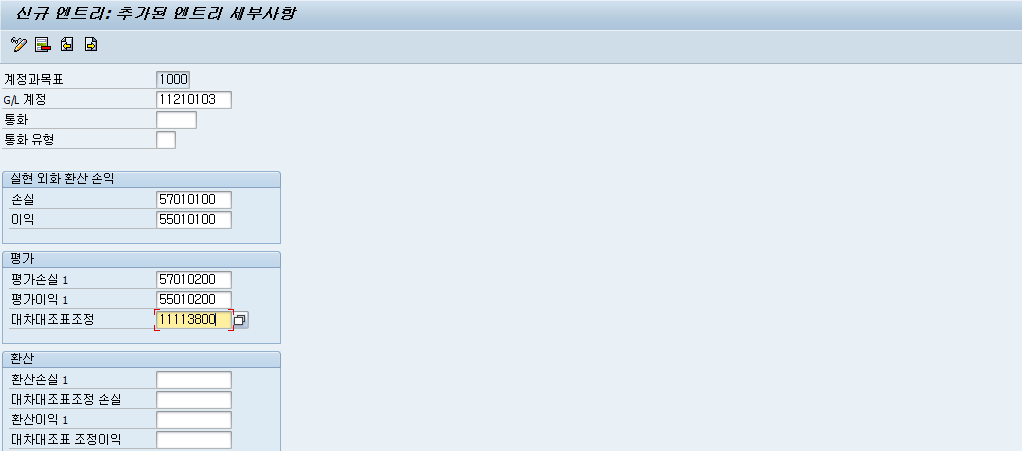 신규 엔트리: 추가된 엔트리 세부사항
계정과목표 1000
G/L 계정 11210103
통화
통화 유형
실현 외화 환산 손익
손실 57010100
이익 55010100
평가
평가손실 1 57010200
평가이익 1 55010200
대차대조표조정 11113800
환산
환산손실 1
대차대조표조정 손실
환산이익 1
대차대조표 조정이익